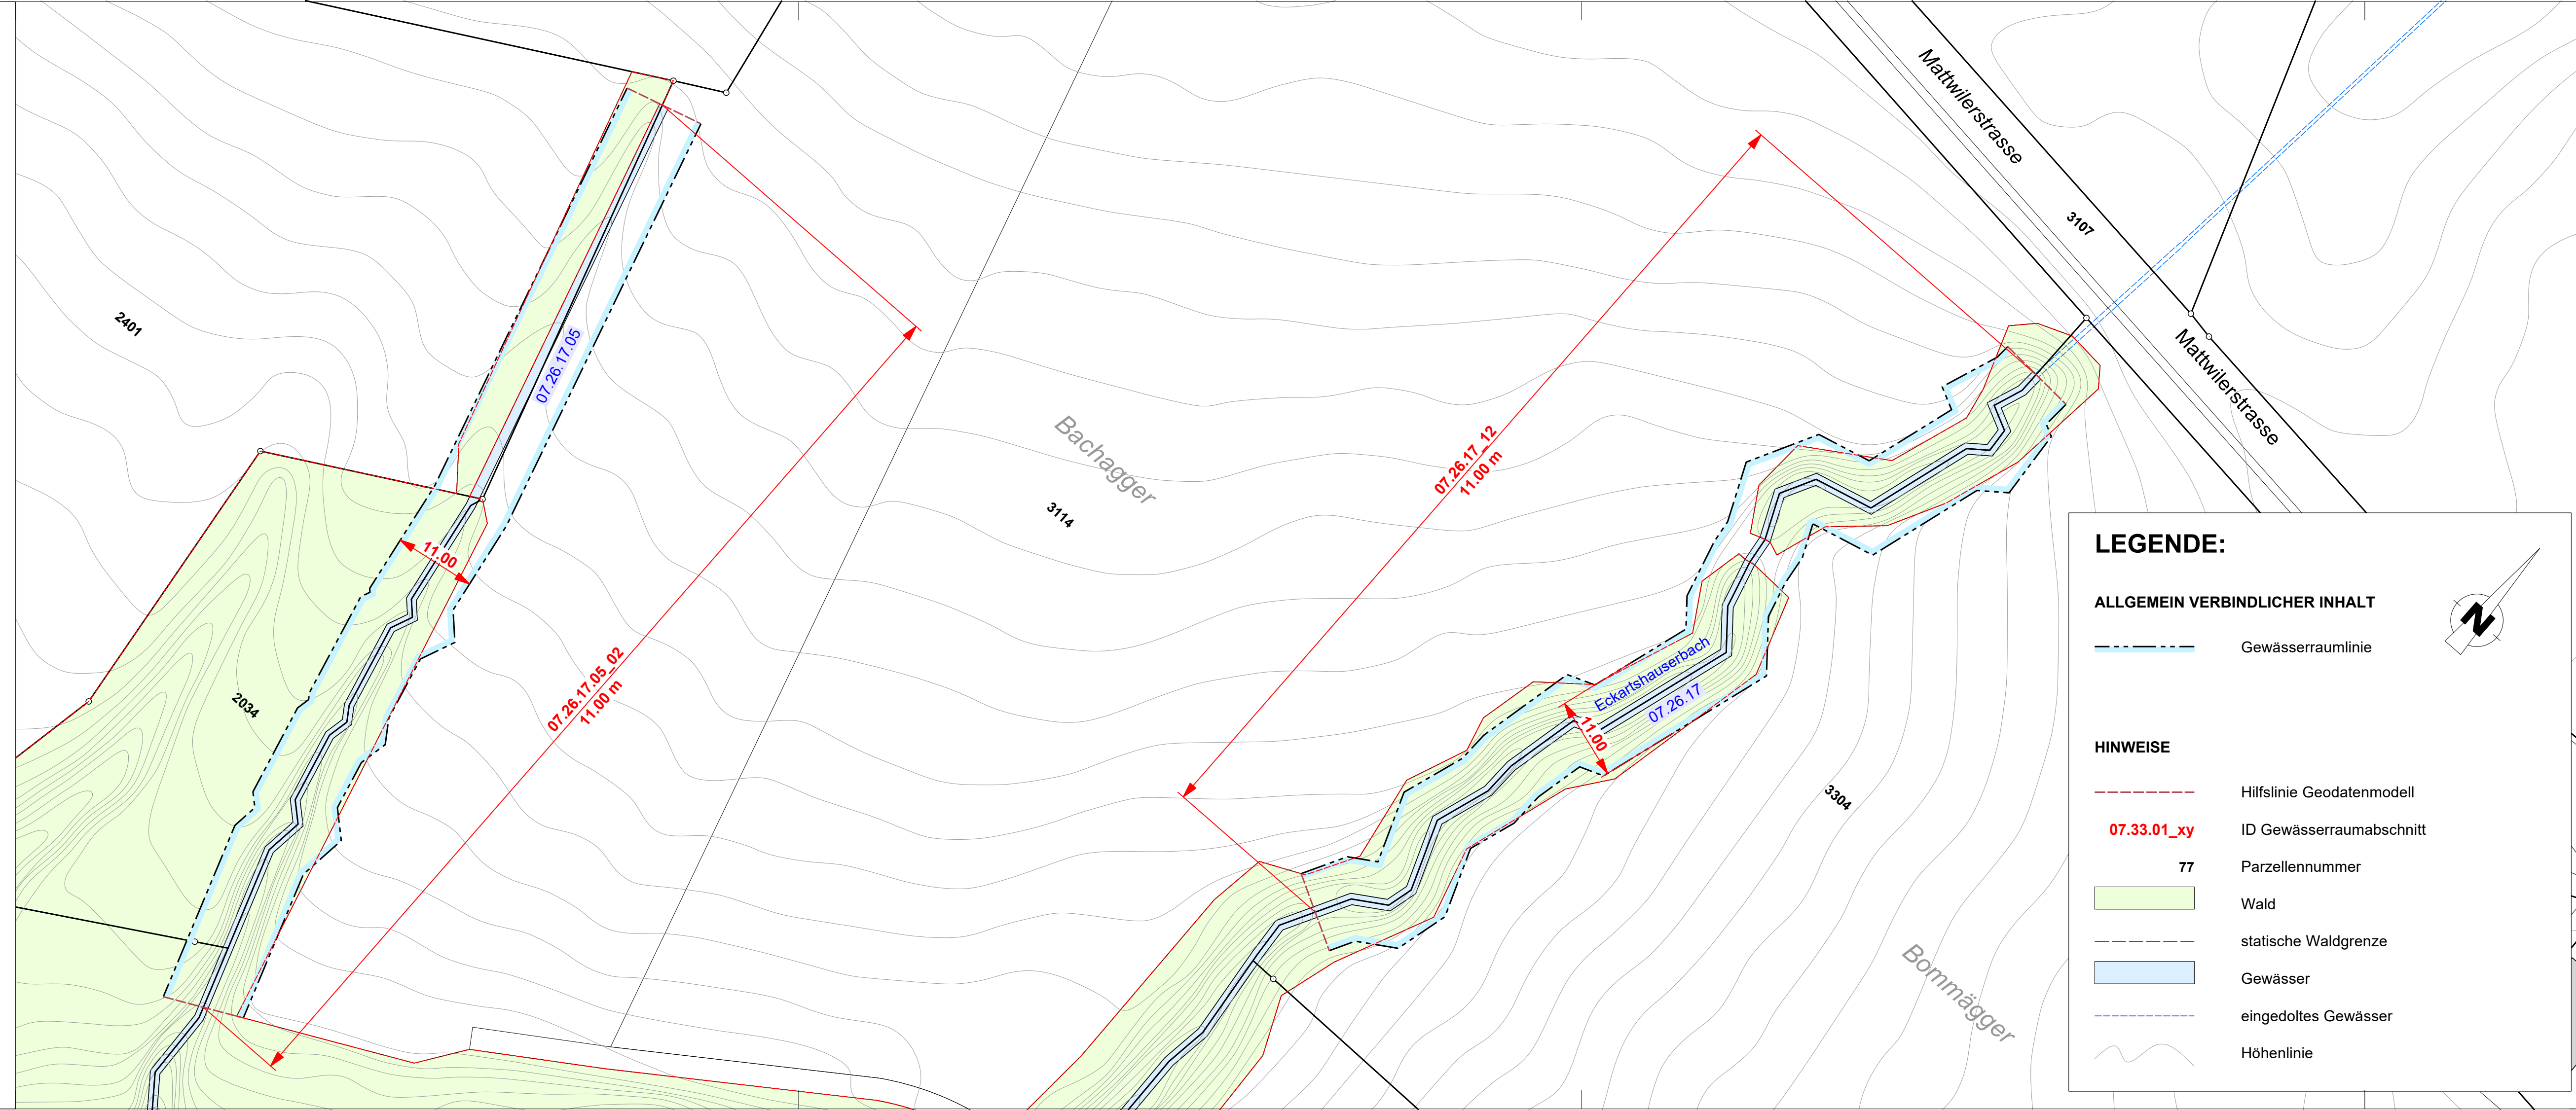 Mattwilerstrasse
3107
2401
07.26.17.05
Mattwilerstrasse
Bachagger
07.26.17_12
11.00 m
3114
11.00
07.26.17.05_02
11.00 m
2034
Eckartshauserbach
07.26.17
11.00
3304
Bommägger
LEGENDE:
ALLGEMEIN VERBINDLICHER INHALT
N
Gewässerraumlinie
HINWEISE
Hilfslinie Geodatenmodell
07.33.01_xy ID Gewässerraumabschnitt
77 Parzellennummer
Wald
statische Waldgrenze
Gewässer
eingedoltes Gewässer
Höhenlinie